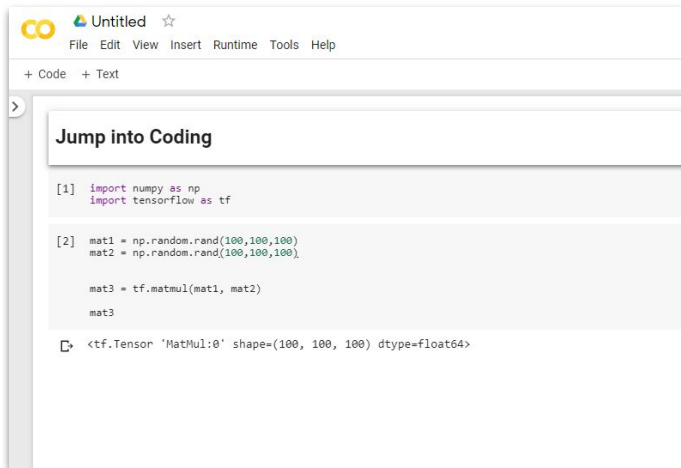 Untitled
File Edit View Insert Runtime Tools Help
+ Code + Text
Jump into Coding
[1] import numpy as np
import tensorflow as tf
[2] mat1 = np.random.rand(100,100,100)
mat2 = np.random.rand(100,100,100)
mat3 = tf.matmul(mat1, mat2)
mat3
<tf.Tensor 'MatMul:0' shape=(100, 100, 100) dtype=float64>